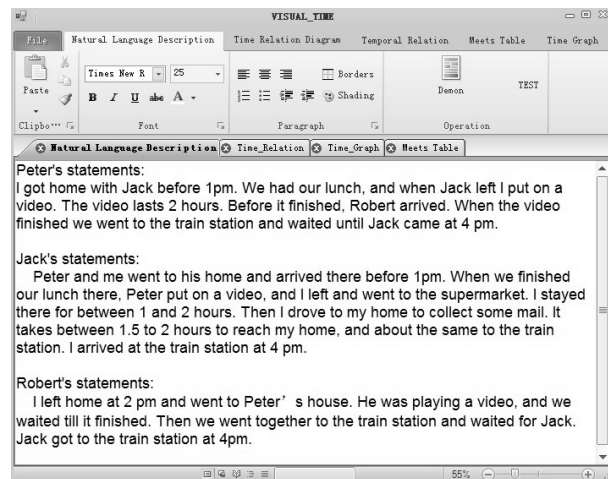 VISUAL_TIME
File Natural Language Description Time Relation Diagram Temporal Relation Meets Table Time Graph
Times New R 25 Borders
Paste B I U abc A Shading Demon TEST
Clipbo··· Font Paragraph Operation
Natural Language Description Time_Relation Time_Graph Meets Table
Peter's statements:
I got home with Jack before 1pm. We had our lunch, and when Jack left I put on a
video. The video lasts 2 hours. Before it finished, Robert arrived. When the video
finished we went to the train station and waited until Jack came at 4 pm.
Jack's statements:
Peter and me went to his home and arrived there before 1pm. When we finished
our lunch there, Peter put on a video, and I left and went to the supermarket. I stayed
there for between 1 and 2 hours. Then I drove to my home to collect some mail. It
takes between 1.5 to 2 hours to reach my home, and about the same to the train
station. I arrived at the train station at 4 pm.
Robert's statements:
I left home at 2 pm and went to Peter’s house. He was playing a video, and we
waited till it finished. Then we went together to the train station and waited for Jack.
Jack got to the train station at 4pm.
55%